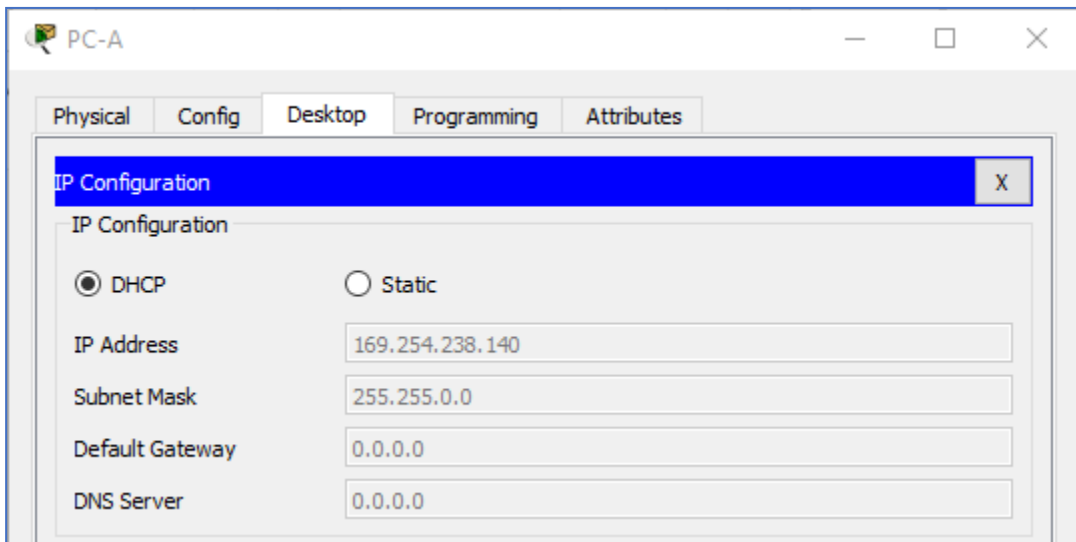 PC-A
Physical Config Desktop Programming Attributes
IP Configuration X
IP Configuration
DHCP Static
IP Address 169.254.238.140
Subnet Mask 255.255.0.0
Default Gateway 0.0.0.0
DNS Server 0.0.0.0